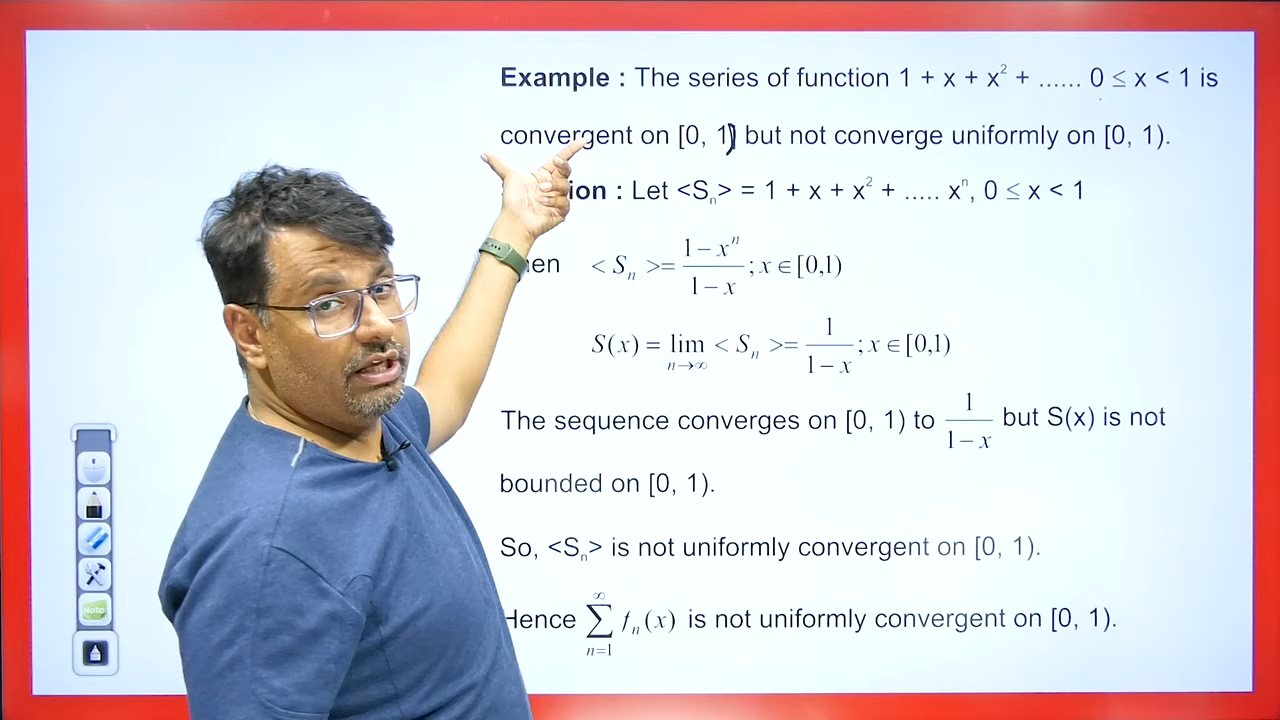 Example : The series of function 1 + x + x² + ...... 0 ≤ x < 1 is
convergent on [0, 1) but not converge uniformly on [0, 1).
ion : Let <Sₙ> = 1 + x + x² + ..... xⁿ, 0 ≤ x < 1
en < Sₙ >= (1 − xⁿ)/(1 − x) ; x ∈ [0,1)
S(x) = lim n→∞ < Sₙ >= 1/(1 − x) ; x ∈ [0,1)
The sequence converges on [0, 1) to 1/(1 − x) but S(x) is not
bounded on [0, 1).
So, <Sₙ> is not uniformly convergent on [0, 1).
Hence ∑ n=1 ∞ fₙ(x) is not uniformly convergent on [0, 1).
Note